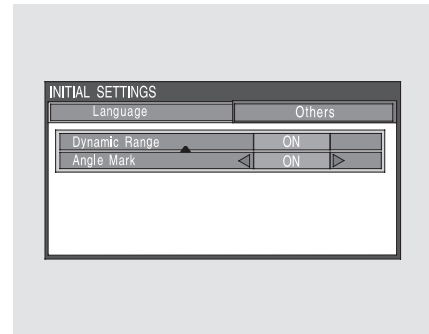 INITIAL SETTINGS
Language Others
Dynamic Range ON
Angle Mark ON